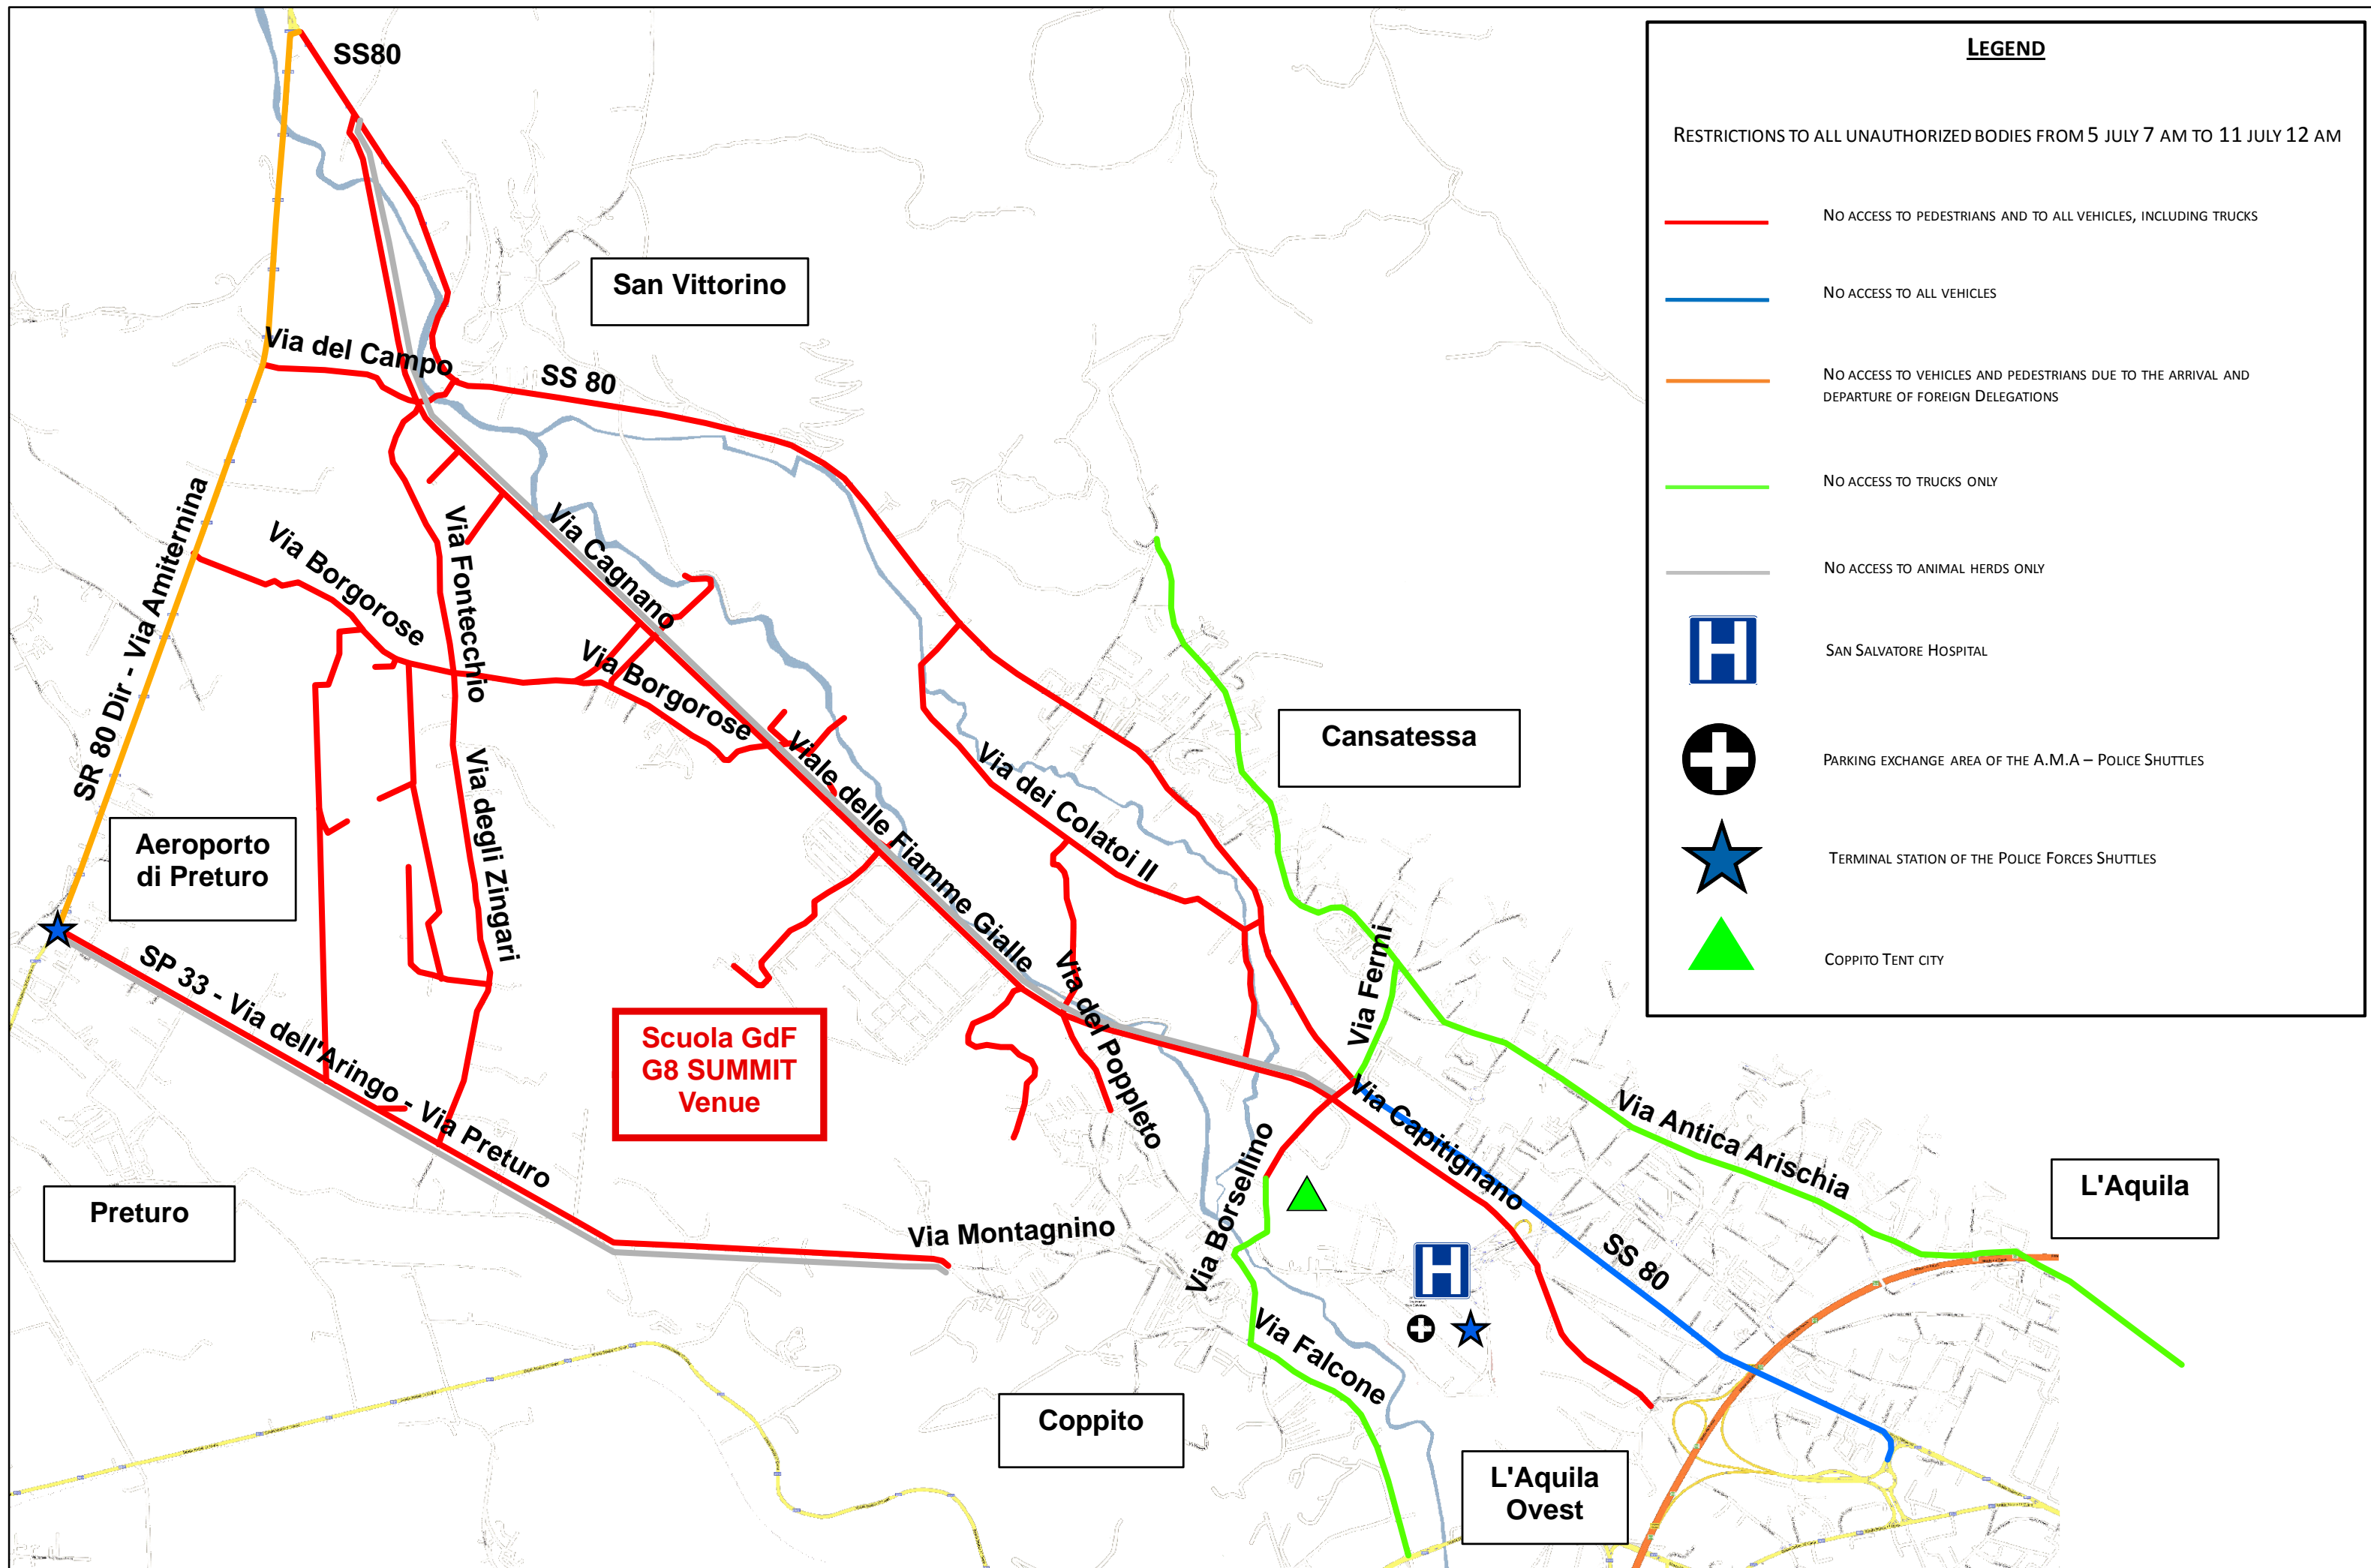 SS80
San Vittorino
Via del Campo
SS 80
SR 80 Dir - Via Amiternina
Via Borgorose
Via Fontecchio
Via Cagnano
Via Borgorose
Viale delle Fiamme Gialle
Via degli Zingari
Via dei Colatoi II
Cansatessa
Aeroporto
di Preturo
SP 33 - Via dell'Aringo - Via Preturo
Scuola GdF
G8 SUMMIT
Venue
Via del Poppleto
Via Fermi
Via Capitignano
Via Antica Arischia
L'Aquila
Preturo
Via Montagnino
Via Borsellino
SS 80
Via Falcone
Coppito
L'Aquila
Ovest
H
LEGEND
RESTRICTIONS TO ALL UNAUTHORIZED BODIES FROM 5 JULY 7 AM TO 11 JULY 12 AM
NO ACCESS TO PEDESTRIANS AND TO ALL VEHICLES, INCLUDING TRUCKS
NO ACCESS TO ALL VEHICLES
NO ACCESS TO VEHICLES AND PEDESTRIANS DUE TO THE ARRIVAL AND
DEPARTURE OF FOREIGN DELEGATIONS
NO ACCESS TO TRUCKS ONLY
NO ACCESS TO ANIMAL HERDS ONLY
H
SAN SALVATORE HOSPITAL
PARKING EXCHANGE AREA OF THE A.M.A – POLICE SHUTTLES
TERMINAL STATION OF THE POLICE FORCES SHUTTLES
COPPITO TENT CITY